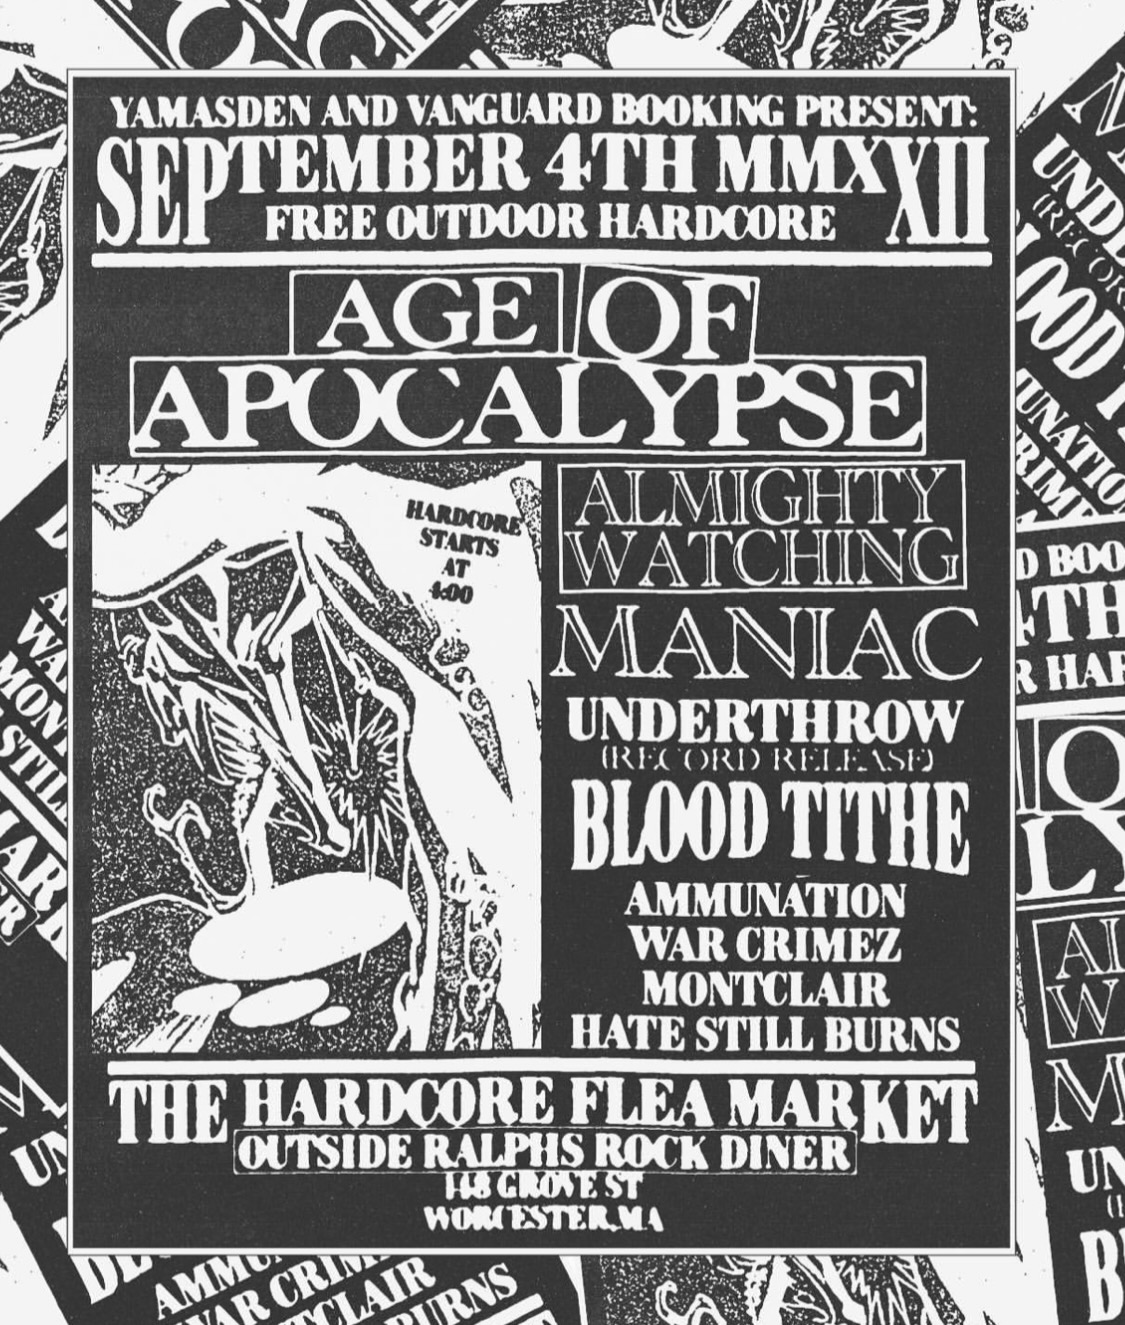 YAMASDEN AND VANGUARD BOOKING PRESENT:
SEPTEMBER 4TH MMXXII
FREE OUTDOOR HARDCORE
AGE OF
APOCALYPSE
HARDCORE
STARTS
AT
4:00
ALMIGHTY
WATCHING
MANIAC
UNDERTHROW
(RECORD RELEASE)
BLOOD TITHE
AMMUNATION
WAR CRIMEZ
MONTCLAIR
HATE STILL BURNS
THE HARDCORE FLEA MARKET
OUTSIDE RALPHS ROCK DINER
148 GROVE ST
WORCESTER,MA